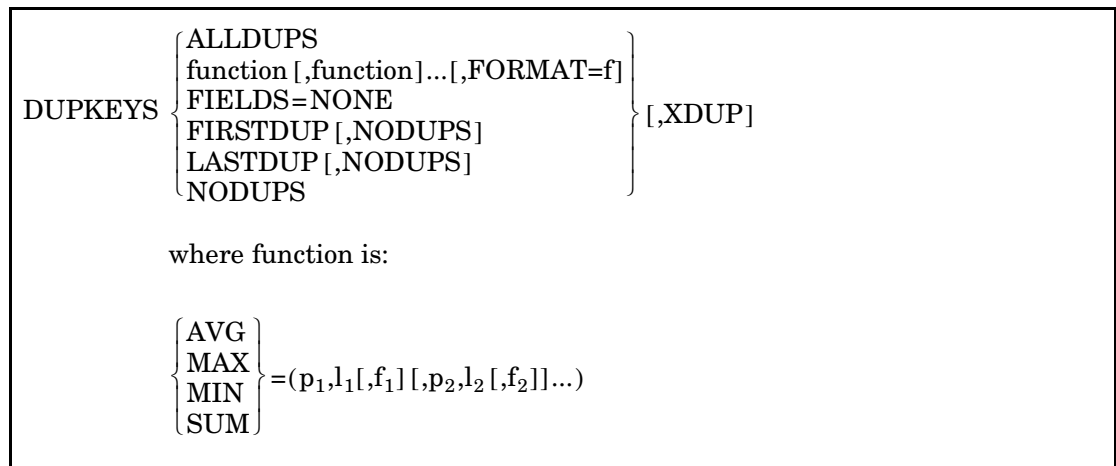 ALLDUPS
function [,function]...[,FORMAT=f]
DUPKEYS FIELDS=NONE [,XDUP]
FIRSTDUP [,NODUPS]
LASTDUP [,NODUPS]
NODUPS
where function is:
AVG
MAX
MIN
SUM
=(p₁,l₁[,f₁] [,p₂,l₂ [,f₂]]...)